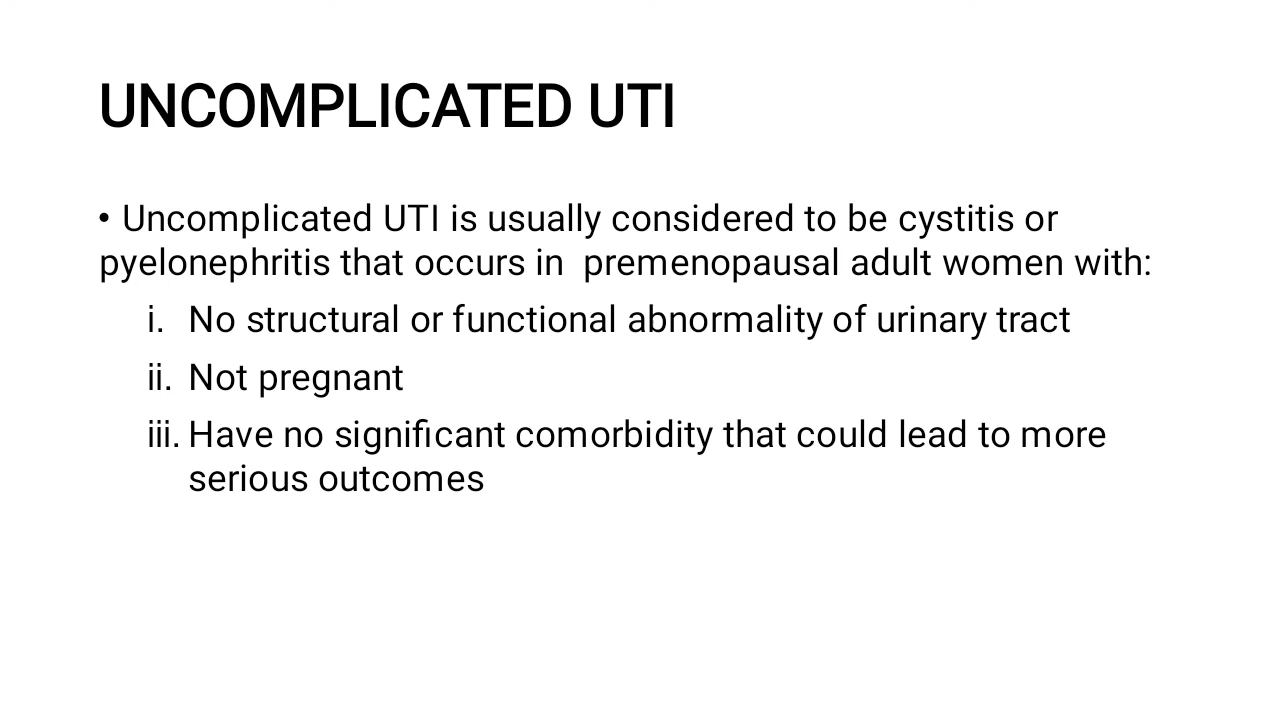 UNCOMPLICATED UTI
• Uncomplicated UTI is usually considered to be cystitis or
pyelonephritis that occurs in  premenopausal adult women with:
i. No structural or functional abnormality of urinary tract
ii. Not pregnant
iii. Have no significant comorbidity that could lead to more
serious outcomes